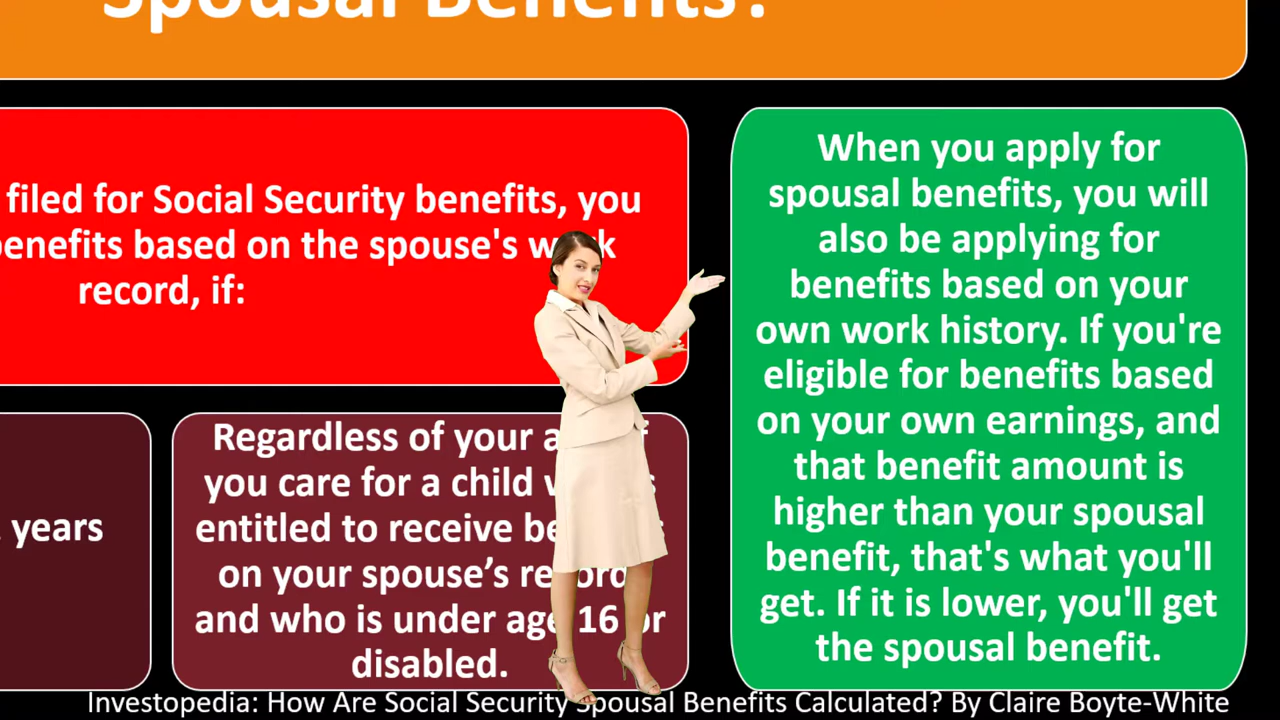 Spousal Benefits?
filed for Social Security benefits, you
benefits based on the spouse's work
record, if:
years
Regardless of your
you care for a child
entitled to receive
on your spouse’s record
and who is under age 16 or
disabled.
When you apply for
spousal benefits, you will
also be applying for
benefits based on your
own work history. If you're
eligible for benefits based
on your own earnings, and
that benefit amount is
higher than your spousal
benefit, that's what you'll
get. If it is lower, you'll get
the spousal benefit.
Investopedia: How Are Social Security Spousal Benefits Calculated? By Claire Boyte-White